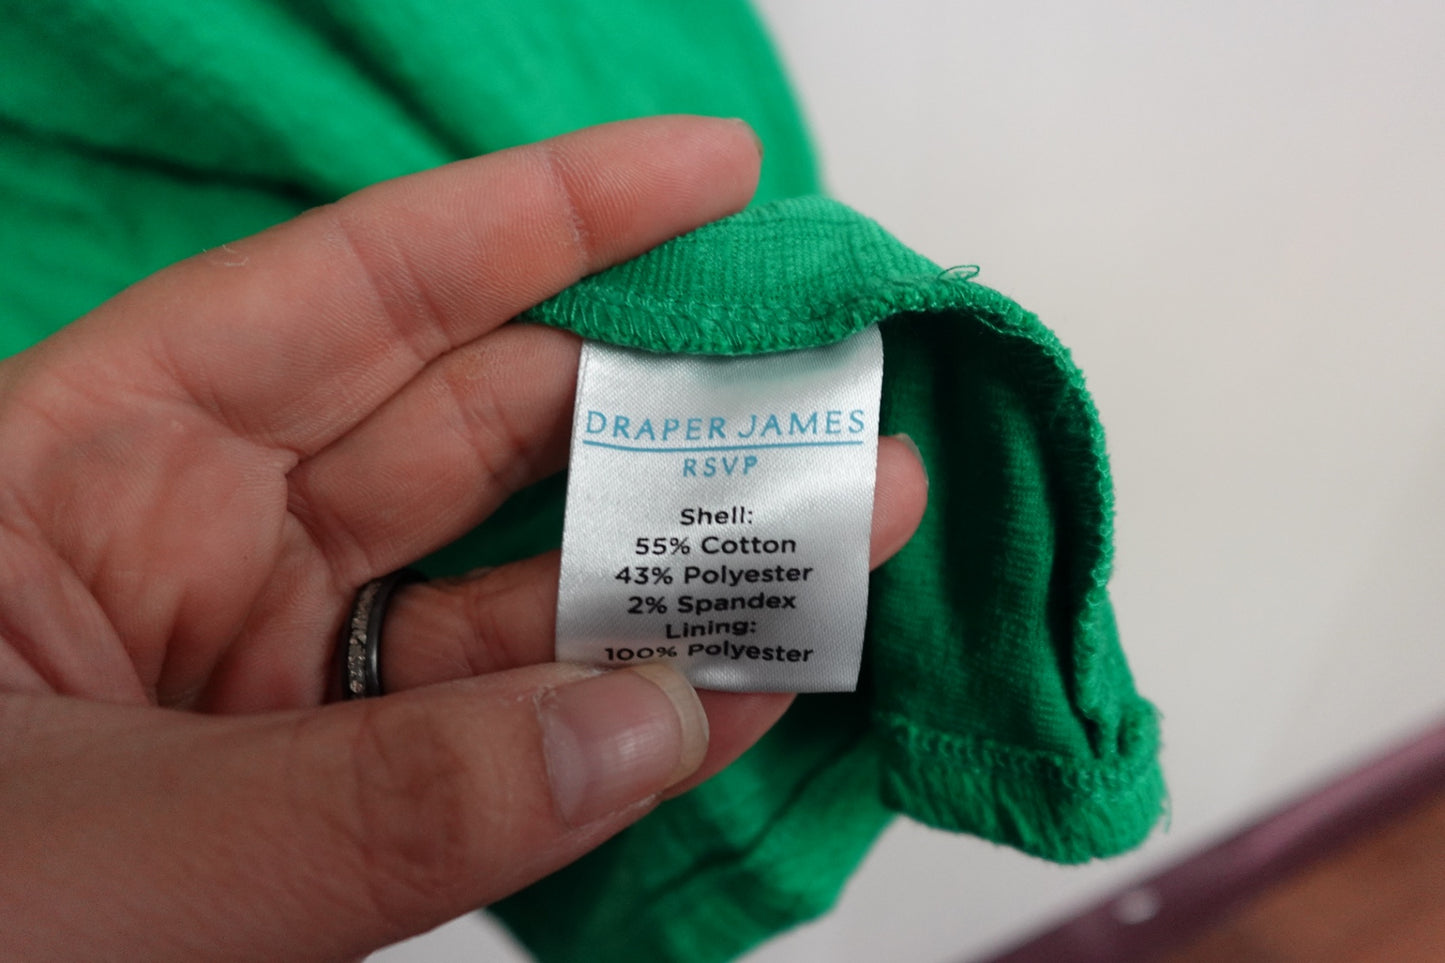 DRAPER JAMES
RSVP
Shell:
55% Cotton
43% Polyester
2% Spandex
Lining:
100% Polyester